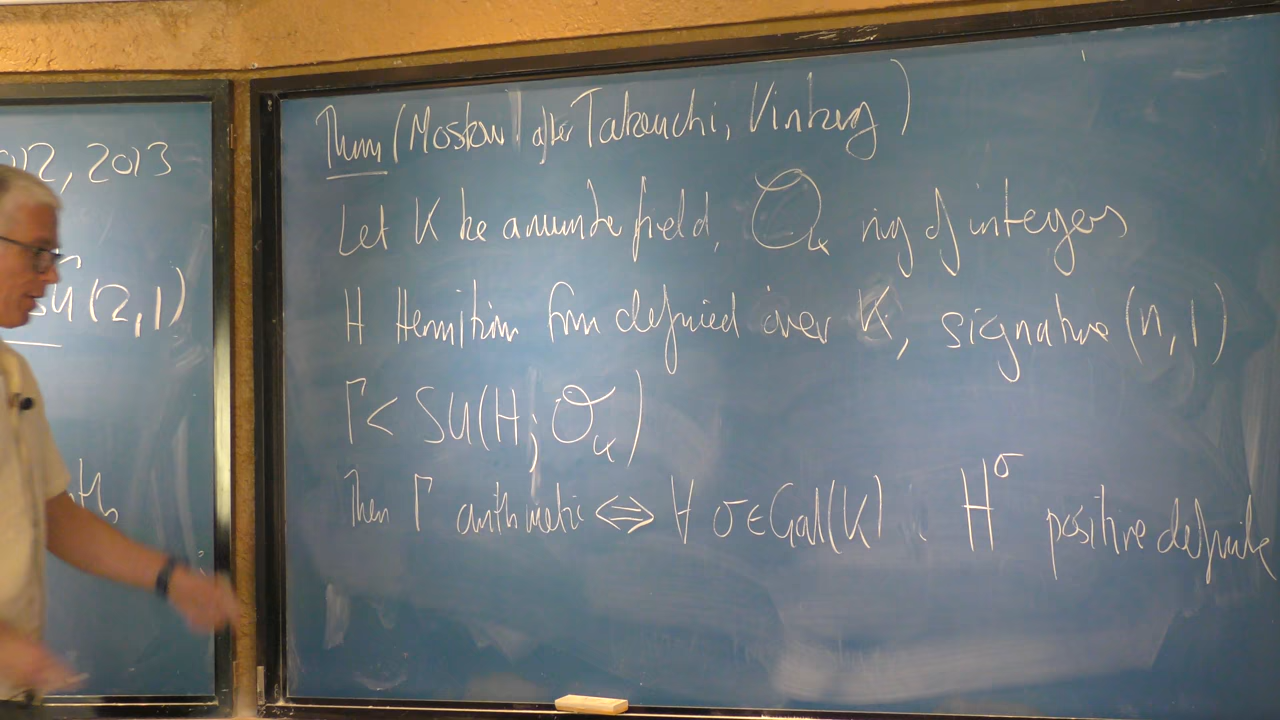 012, 2013
SU(2,1)
Thm (Mostow, after Takeuchi, Vinberg)
Let K be a number field, O_K ring of integers
H Hermitian form defined over K, signature (n,1)
Γ < SU(H; O_K)
Then Γ arithmetic ⇔ ∀ σ ∈ Gal(K) H^σ positive definite